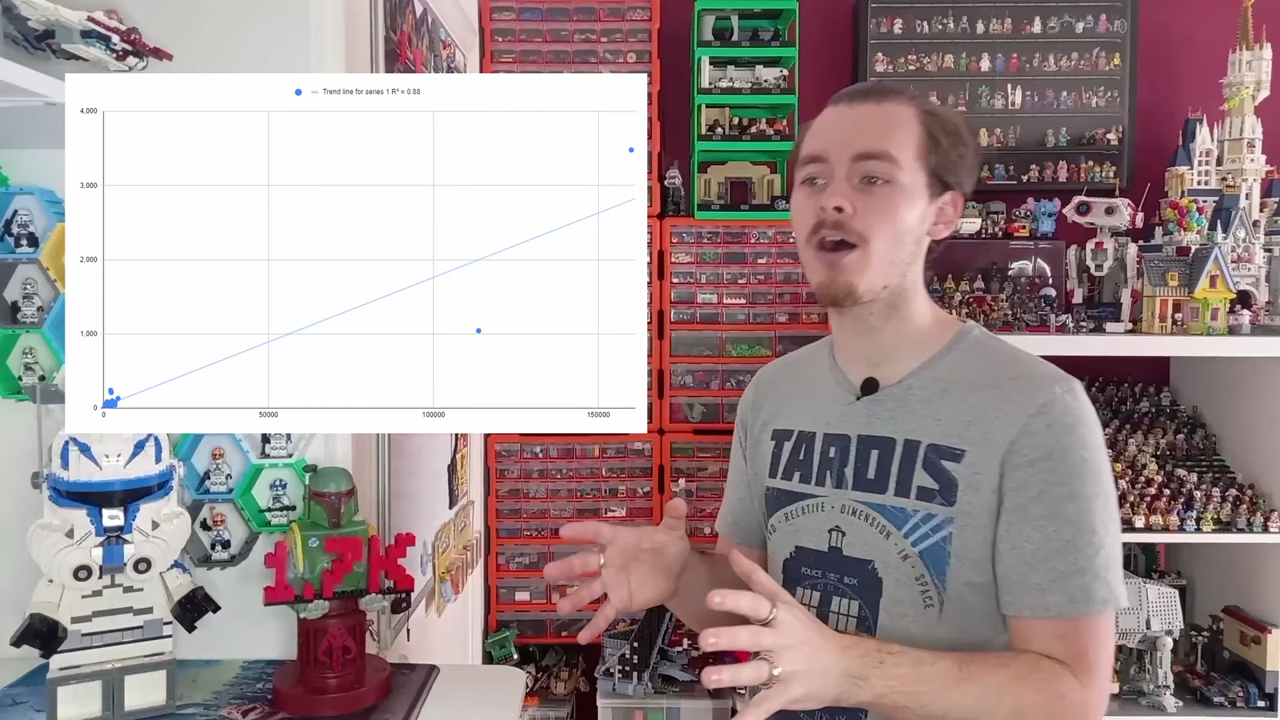 Trend line for series 1 R² = 0.88
4,000
3,000
2,000
1,000
0
0
50000
100000
150000
TARDIS
RELATIVE • DIMENSION • IN • SPACE
POLICE BOX
1.7K